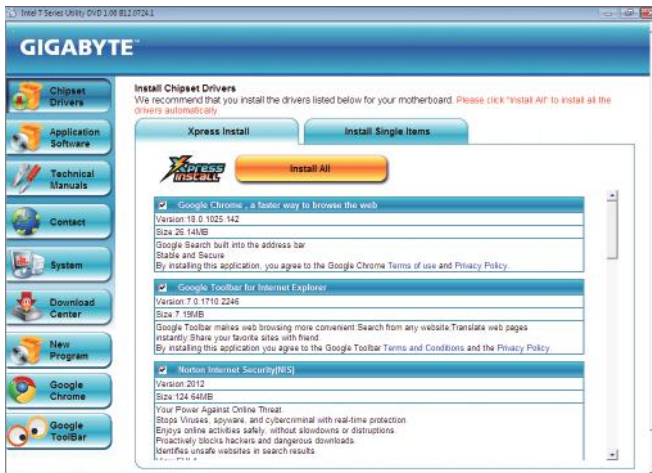 Intel 7 Series Utility DVD 1.00 B12.0724.1
GIGABYTE™
Chipset
Drivers
Application
Software
Technical
Manuals
Contact
System
Download
Center
New
Program
Google
Chrome
Google
ToolBar
Install Chipset Drivers
We recommend that you install the drivers listed below for your motherboard. Please click "Install All" to install all the
drivers automatically.
Xpress Install
Install Single Items
Xpress
Install
Install All
Google Chrome , a faster way to browse the web
Version:18.0.1025.142
Size:26.14MB
Google Search built into the address bar
Stable and Secure
By installing this application, you agree to the Google Chrome Terms of use and Privacy Policy.
Google Toolbar for Internet Explorer
Version:7.0.1710.2246
Size:7.19MB
Google Toolbar makes web browsing more convenient.Search from any website.Translate web pages
instantly.Share your favorite sites with friend.
By installing this application you agree to the Google Toolbar Terms and Conditions and the Privacy Policy.
Norton Internet Security(NIS)
Version:2012
Size:124.64MB
Your Power Against Online Threat
Stops Viruses, spyware, and cybercriminal with real-time protection
Enjoys online activities safely, without slowdowns or distruptions
Proactively blocks hackers and dangerous downloads
Identifies unsafe websites in search results